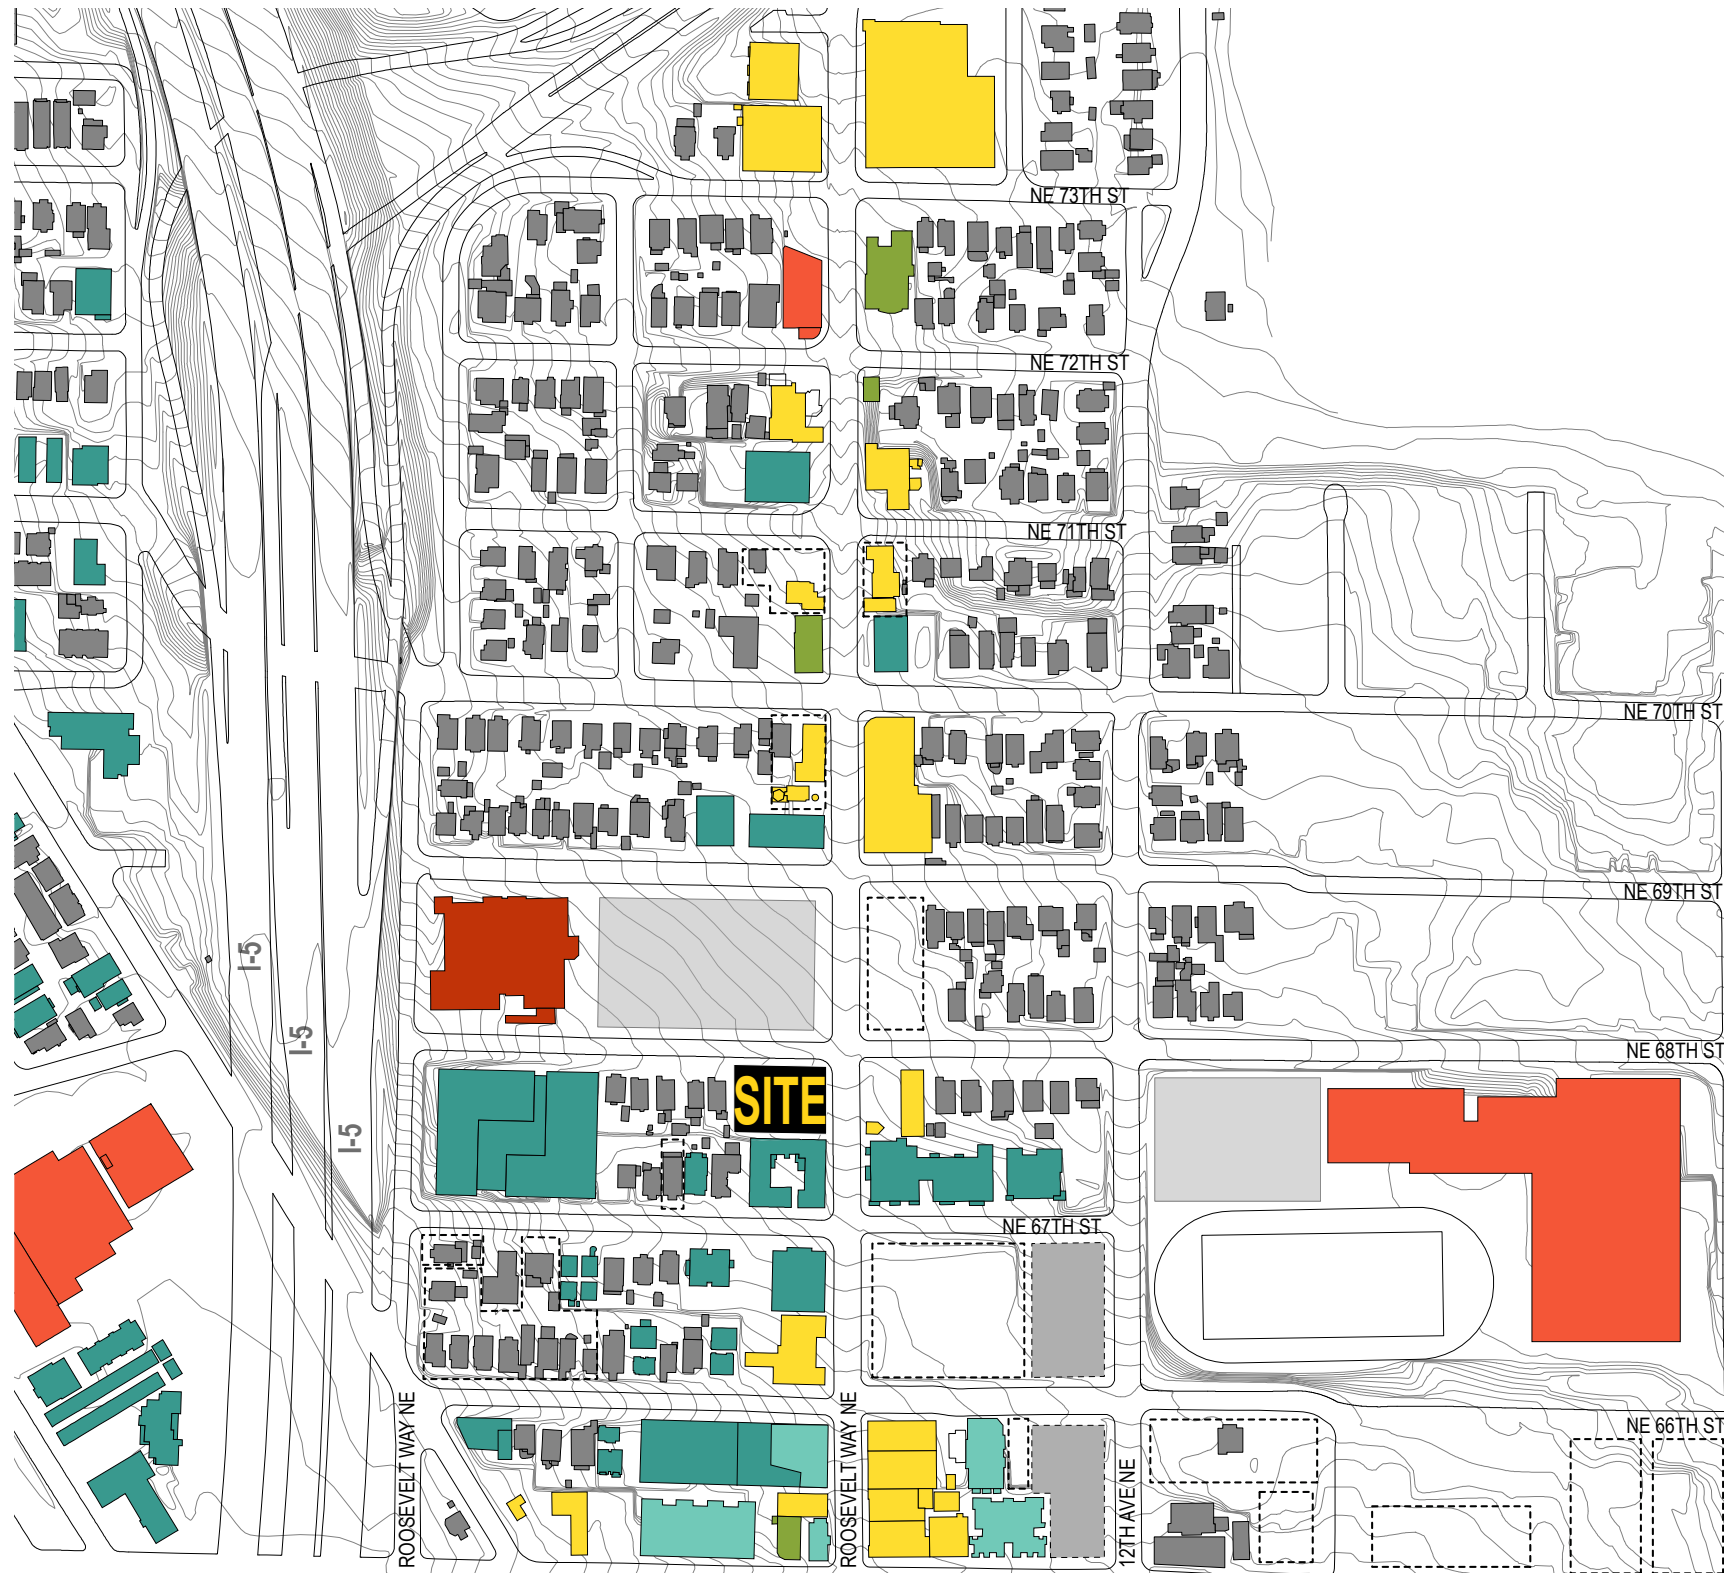 NE 73TH ST
NE 72TH ST
NE 71TH ST
NE 70TH ST
NE 69TH ST
I-5
I-5
NE 68TH ST
SITE
I-5
NE 67TH ST
ROOSEVELT WAY NE
ROOSEVELT WAY NE
12TH AVE NE
NE 66TH ST